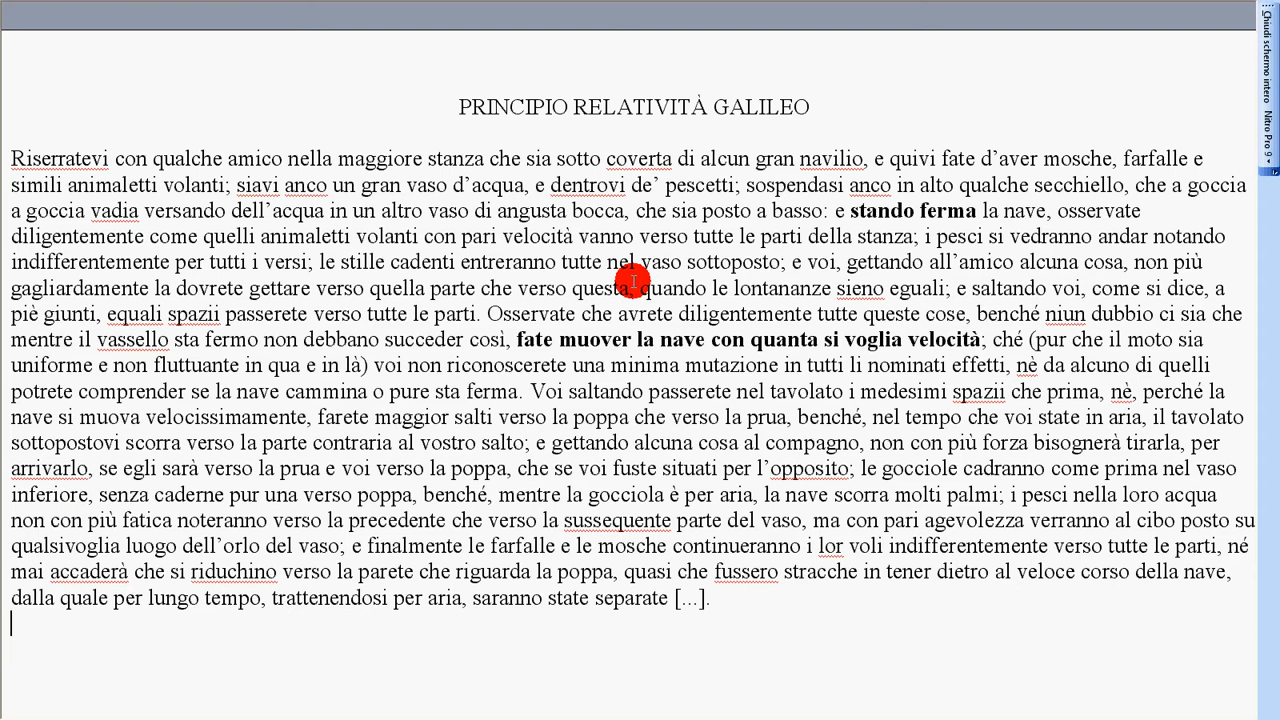 PRINCIPIO RELATIVITÀ GALILEO
Riserratevi con qualche amico nella maggiore stanza che sia sotto coverta di alcun gran navilio, e quivi fate d’aver mosche, farfalle e
simili animaletti volanti; siavi anco un gran vaso d’acqua, e dentrovi de’ pescetti; sospendasi anco in alto qualche secchiello, che a goccia
a goccia vadia versando dell’acqua in un altro vaso di angusta bocca, che sia posto a basso: e stando ferma la nave, osservate
diligentemente come quelli animaletti volanti con pari velocità vanno verso tutte le parti della stanza; i pesci si vedranno andar notando
indifferentemente per tutti i versi; le stille cadenti entreranno tutte nel vaso sottoposto; e voi, gettando all’amico alcuna cosa, non più
gagliardamente la dovrete gettare verso quella parte che verso questa, quando le lontananze sieno eguali; e saltando voi, come si dice, a
piè giunti, equali spazii passerete verso tutte le parti. Osservate che avrete diligentemente tutte queste cose, benché niun dubbio ci sia che
mentre il vassello sta fermo non debbano succeder così, fate muover la nave con quanta si voglia velocità; ché (pur che il moto sia
uniforme e non fluttuante in qua e in là) voi non riconoscerete una minima mutazione in tutti li nominati effetti, nè da alcuno di quelli
potrete comprender se la nave cammina o pure sta ferma. Voi saltando passerete nel tavolato i medesimi spazii che prima, nè, perché la
nave si muova velocissimamente, farete maggior salti verso la poppa che verso la prua, benché, nel tempo che voi state in aria, il tavolato
sottopostovi scorra verso la parte contraria al vostro salto; e gettando alcuna cosa al compagno, non con più forza bisognerà tirarla, per
arrivarlo, se egli sarà verso la prua e voi verso la poppa, che se voi fuste situati per l’opposito; le gocciole cadranno come prima nel vaso
inferiore, senza caderne pur una verso poppa, benché, mentre la gocciola è per aria, la nave scorra molti palmi; i pesci nella loro acqua
non con più fatica noteranno verso la precedente che verso la sussequente parte del vaso, ma con pari agevolezza verranno al cibo posto su
qualsivoglia luogo dell’orlo del vaso; e finalmente le farfalle e le mosche continueranno i lor voli indifferentemente verso tutte le parti, né
mai accaderà che si riduchino verso la parete che riguarda la poppa, quasi che fussero stracche in tener dietro al veloce corso della nave,
dalla quale per lungo tempo, trattenendosi per aria, saranno state separate [...].
Chiudi schermo intero Nitro Pro 9